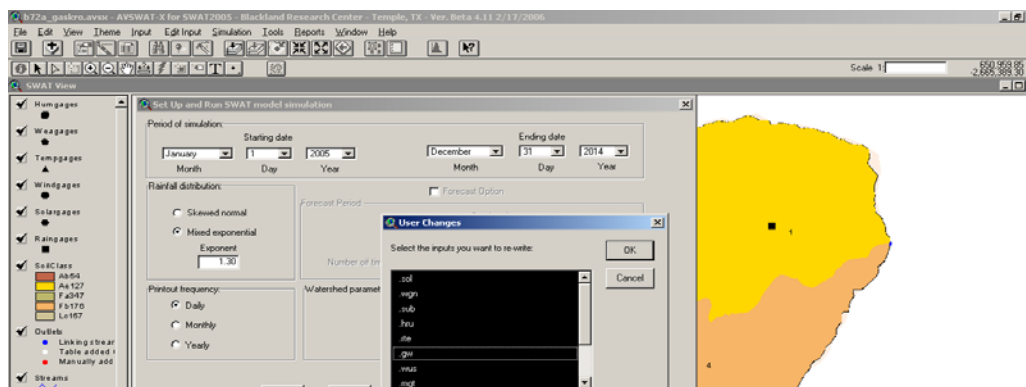 b72a_gaskro.avsx - AVSWAT-X for SWAT2005 - Blackland Research Center - Temple, TX - Ver. Beta 4.11 2/17/2006
File Edit View Theme Input Edit Input Simulation Tools Reports Window Help
Scale 1: 650,959.85
-2,665,389.30
SWAT View
Humgages
Weagages
Tempgages
Windgages
Solargages
Raingages
SoilClass
Fa347
Fb176
Lc167
Outlets
Linking strear
Table added
Manually add
Streams
Set Up and Run SWAT model simulation
Period of simulation:
Starting date
Ending date
January 1 2005 December 31 2014
Month Day Year Month Day Year
Rainfall distribution:
Skewed normal
Mixed exponential
Exponent
1.30
Forecast Option
Forecast Period
Number of tim
Printout frequency:
Daily
Monthly
Yearly
Watershed paramet
User Changes
Select the inputs you want to re-write:
OK
Cancel
.sol
.wgn
.sub
.hru
.rte
.gw
.wus
.mgt
1
4